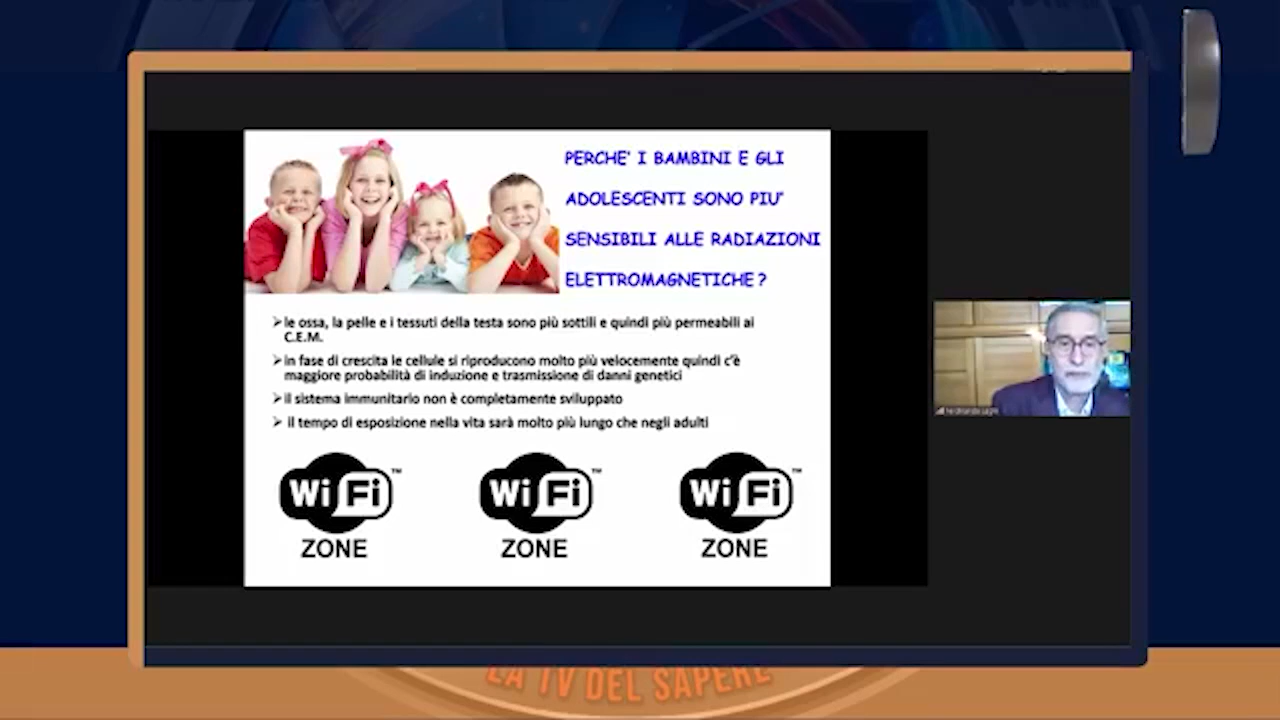 PERCHE' I BAMBINI E GLI
ADOLESCENTI SONO PIU'
SENSIBILI ALLE RADIAZIONI
ELETTROMAGNETICHE?
le ossa, la pelle e i tessuti della testa sono più sottili e quindi più permeabili ai
C.E.M.
in fase di crescita le cellule si riproducono molto più velocemente quindi c'è
maggiore probabilità di induzione e trasmissione di danni genetici
il sistema immunitario non è completamente sviluppato
il tempo di esposizione nella vita sarà molto più lungo che negli adulti
Wi Fi ™ Wi Fi ™ Wi Fi ™
ZONE ZONE ZONE
LA TV DEL SAPERE